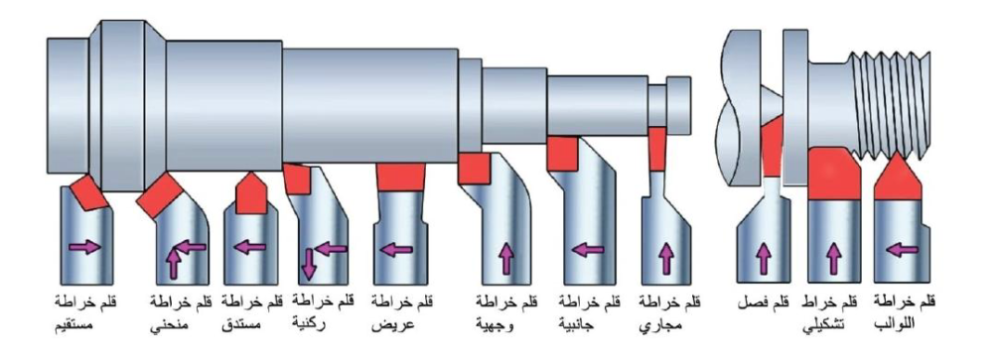 قلم خراطة
اللوالب
قلم خراط
تشكيلي
قلم فصل
قلم خراطة
مجاري
قلم خراطة
جانبية
قلم خراطة
وجهية
قلم خراطة
عريض
قلم خراطة
ركنية
قلم خراطة
مستدق
قلم خراطة
منحني
قلم خراطة
مستقيم